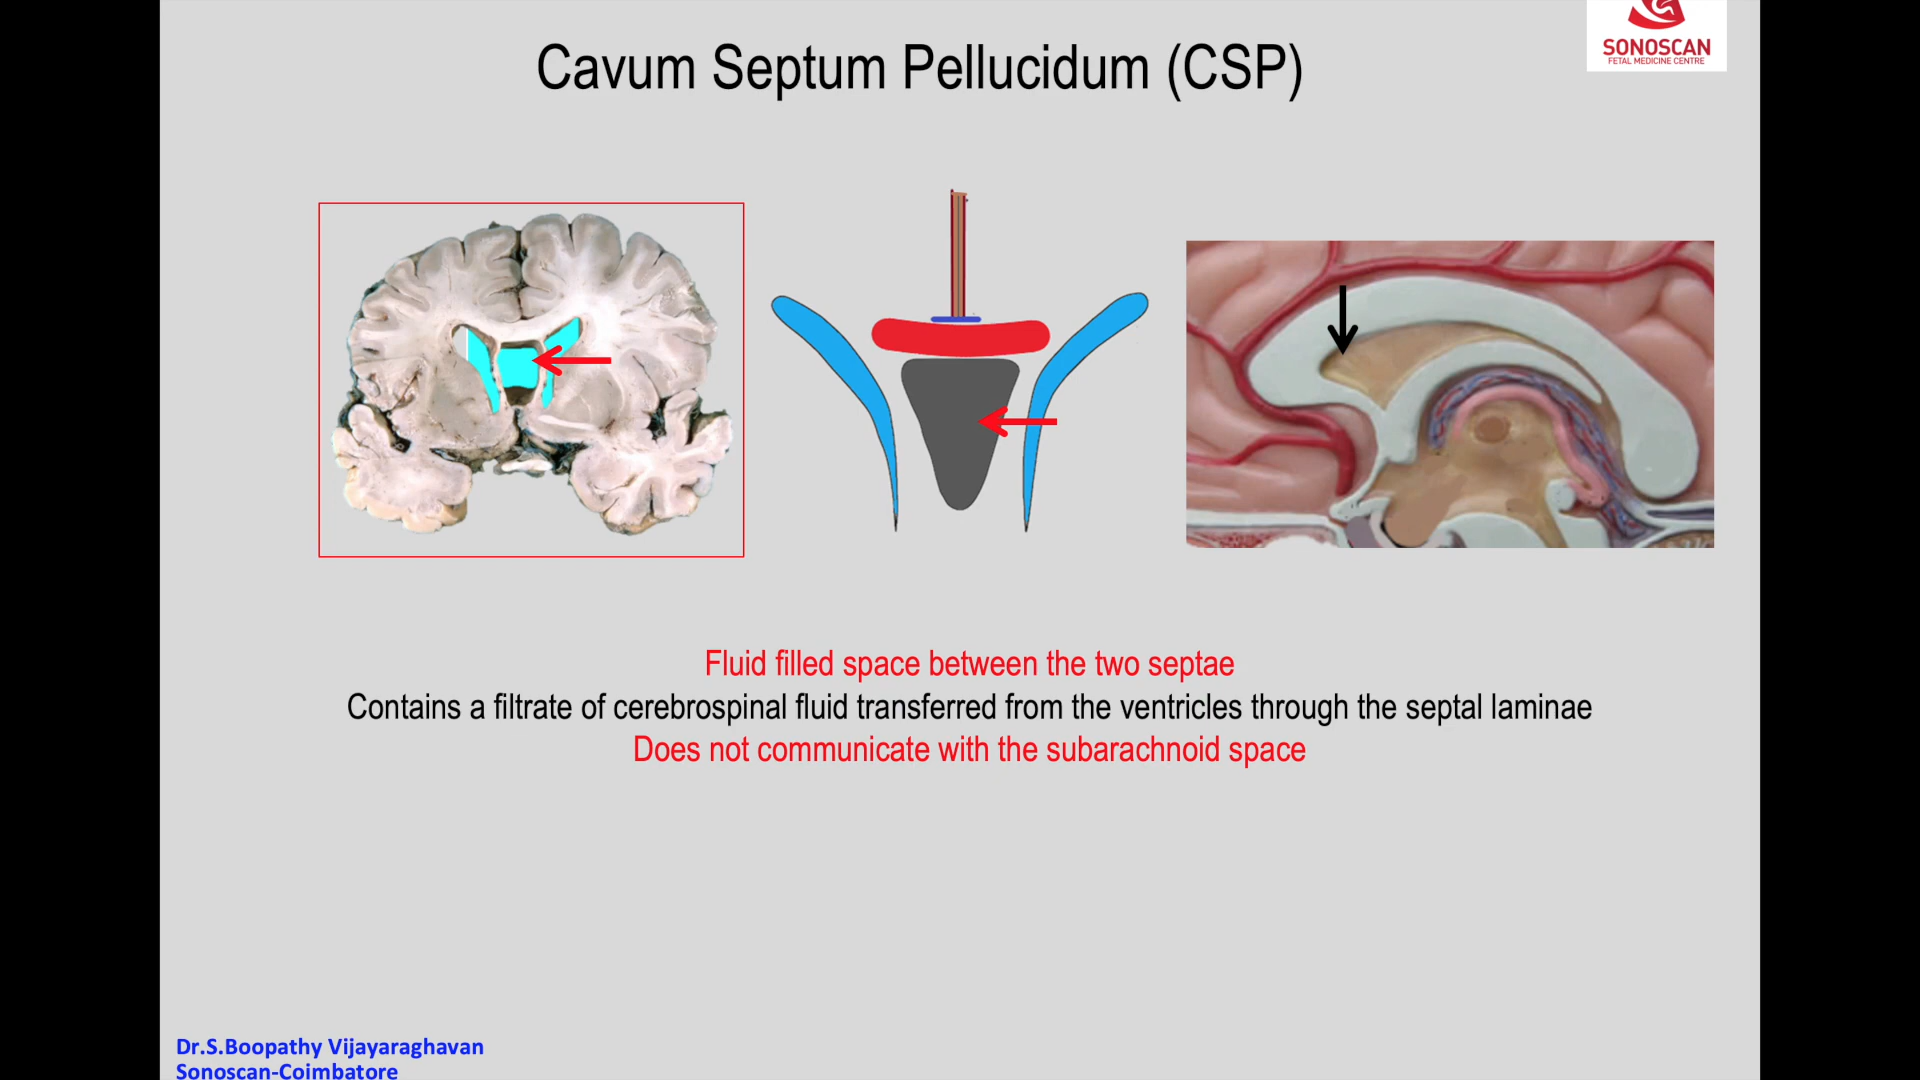 Cavum Septum Pellucidum (CSP)
SONOSCAN
FETAL MEDICINE CENTRE
Fluid filled space between the two septae
Contains a filtrate of cerebrospinal fluid transferred from the ventricles through the septal laminae
Does not communicate with the subarachnoid space
Dr.S.Boopathy Vijayaraghavan
Sonoscan-Coimbatore